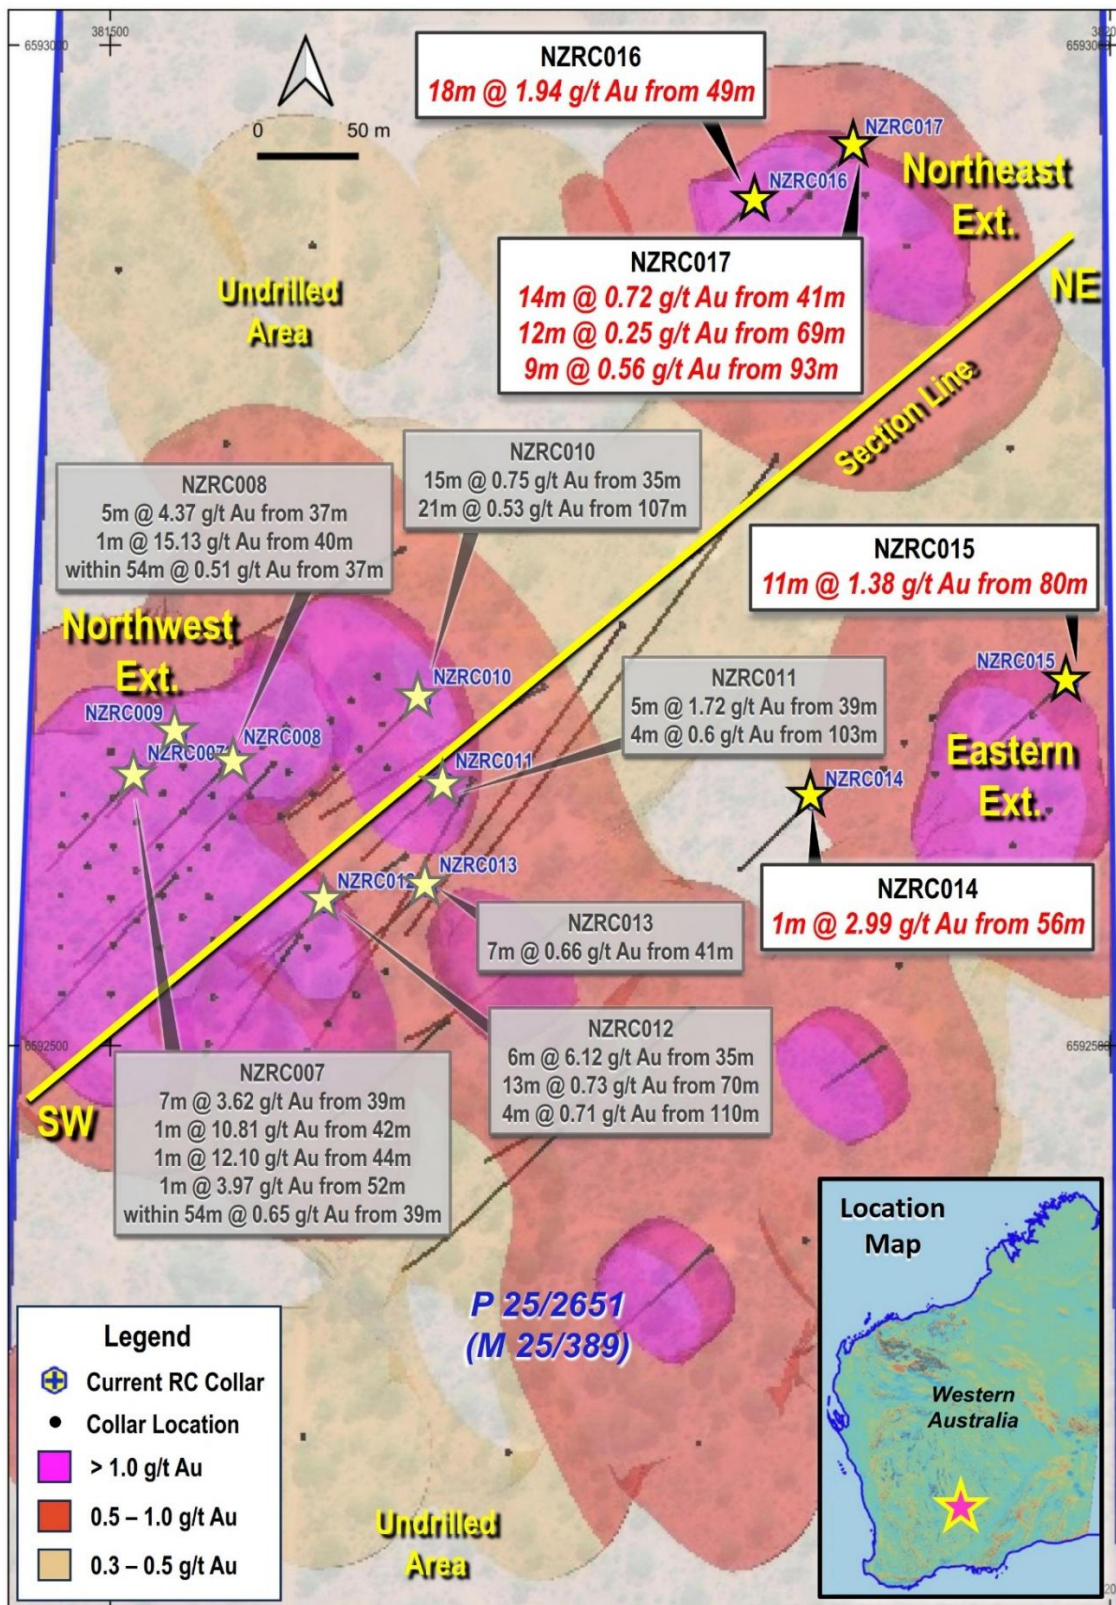 6593000
381500
382
6593000
NZRC016
18m @ 1.94 g/t Au from 49m
0 50 m
NZRC017
NZRC016
Northeast
Ext.
NZRC017
14m @ 0.72 g/t Au from 41m
12m @ 0.25 g/t Au from 69m
9m @ 0.56 g/t Au from 93m
NE
Undrilled
Area
Section Line
NZRC010
15m @ 0.75 g/t Au from 35m
21m @ 0.53 g/t Au from 107m
NZRC008
5m @ 4.37 g/t Au from 37m
1m @ 15.13 g/t Au from 40m
within 54m @ 0.51 g/t Au from 37m
NZRC015
11m @ 1.38 g/t Au from 80m
Northwest
Ext.
NZRC015
NZRC010
NZRC011
5m @ 1.72 g/t Au from 39m
4m @ 0.6 g/t Au from 103m
NZRC009
NZRC007
NZRC008
NZRC011
NZRC014
Eastern
Ext.
NZRC012
NZRC013
NZRC014
1m @ 2.99 g/t Au from 56m
NZRC013
7m @ 0.66 g/t Au from 41m
NZRC012
6m @ 6.12 g/t Au from 35m
13m @ 0.73 g/t Au from 70m
4m @ 0.71 g/t Au from 110m
6592500
6592500
SW
NZRC007
7m @ 3.62 g/t Au from 39m
1m @ 10.81 g/t Au from 42m
1m @ 12.10 g/t Au from 44m
1m @ 3.97 g/t Au from 52m
within 54m @ 0.65 g/t Au from 39m
P 25/2651
(M 25/389)
Location
Map
Western
Australia
Legend
Current RC Collar
Collar Location
> 1.0 g/t Au
0.5 – 1.0 g/t Au
0.3 – 0.5 g/t Au
Undrilled
Area